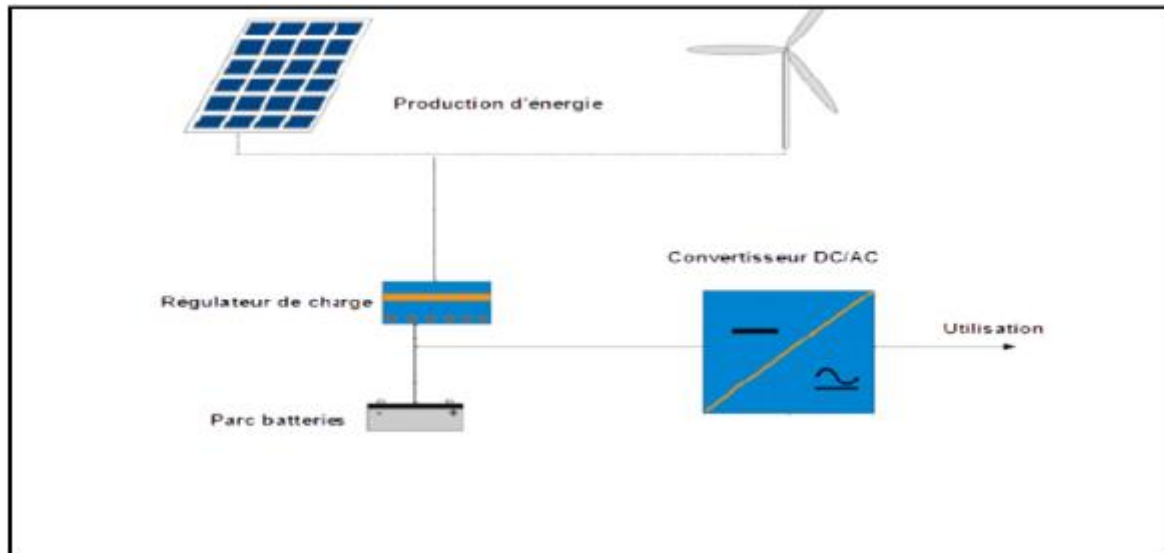 Production d'énergie
Convertisseur DC/AC
Régulateur de charge
Utilisation
Parc batteries
- +